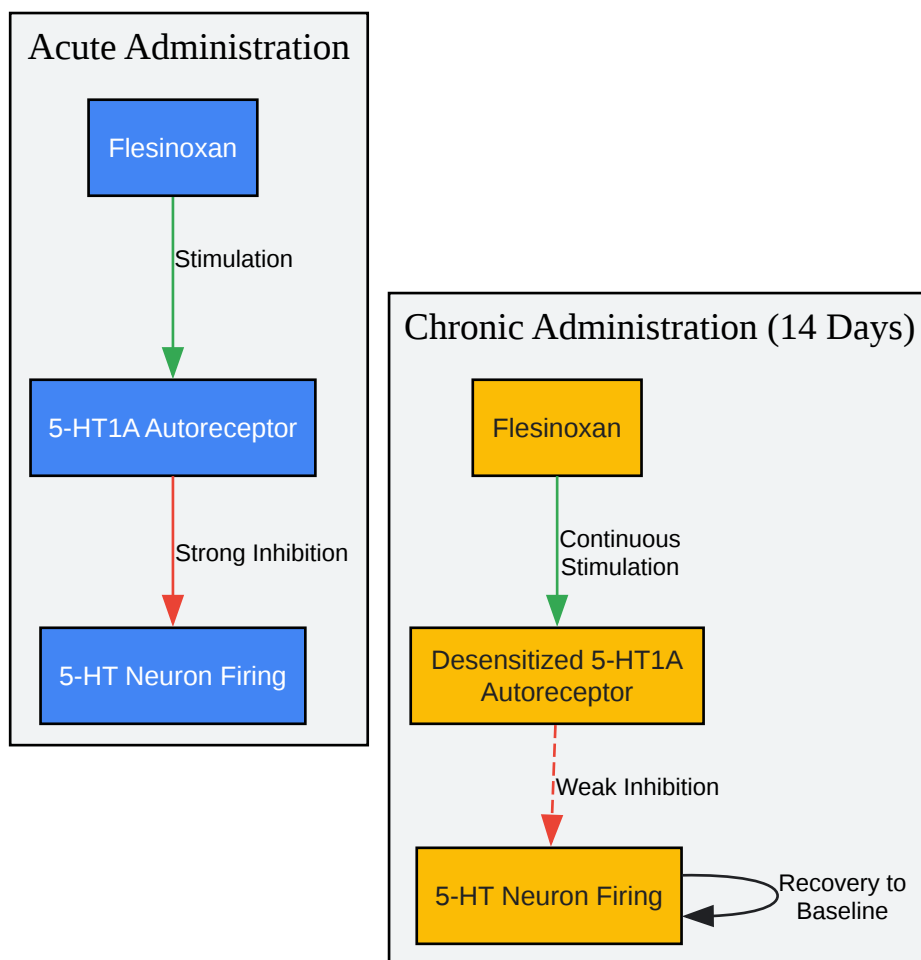 Acute Administration
Flesinoxan
Stimulation
5-HT1A Autoreceptor
Strong Inhibition
5-HT Neuron Firing
Chronic Administration (14 Days)
Flesinoxan
Continuous
Stimulation
Desensitized 5-HT1A
Autoreceptor
Weak Inhibition
5-HT Neuron Firing
Recovery to
Baseline